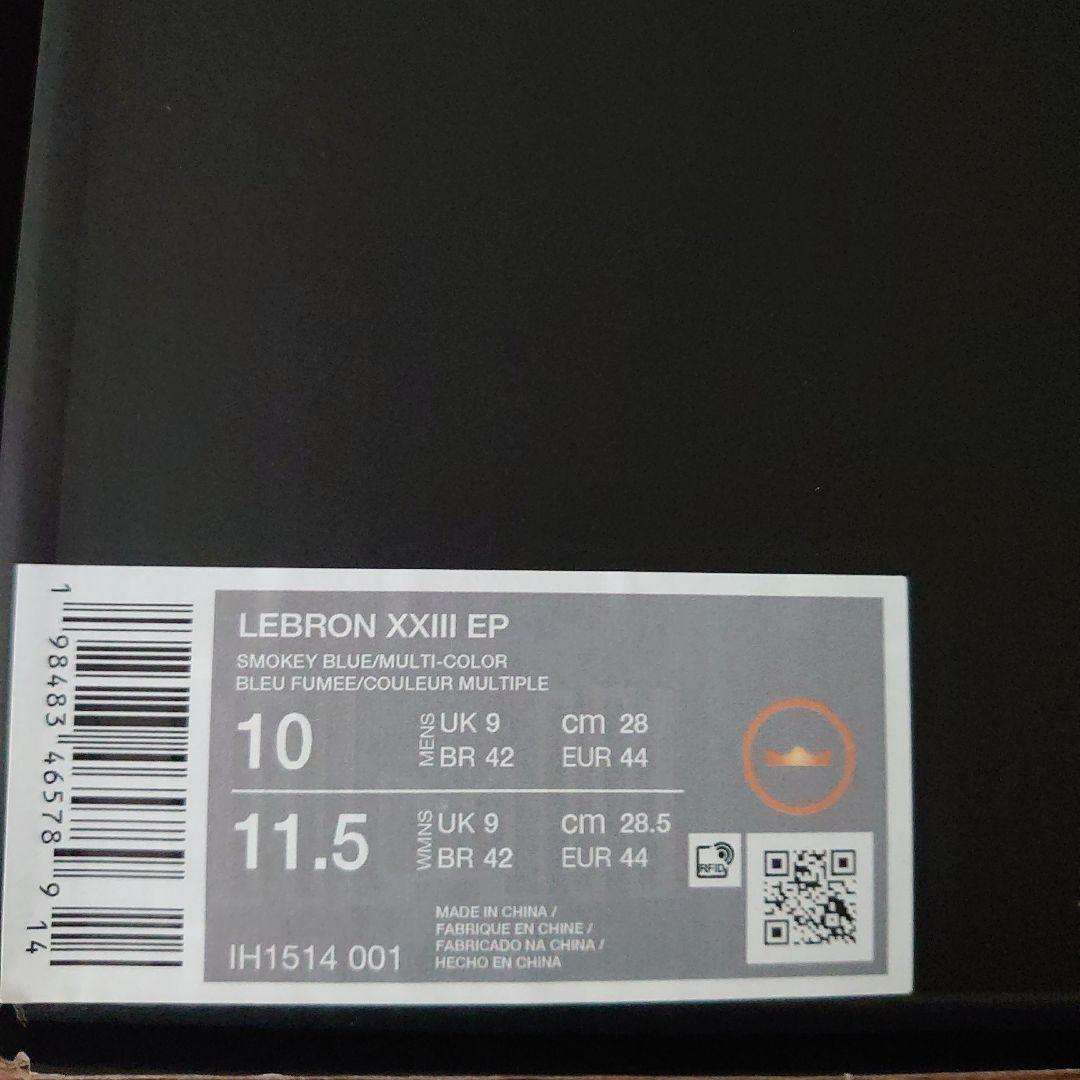 1 98483 46578 9 14
LEBRON XXIII EP
SMOKEY BLUE/MULTI-COLOR
BLEU FUMEE/COULEUR MULTIPLE
10 MENS UK 9 cm 28
BR 42 EUR 44
11.5 WMNS UK 9 cm 28.5
BR 42 EUR 44
RFID
MADE IN CHINA /
FABRIQUE EN CHINE /
FABRICADO NA CHINA /
HECHO EN CHINA
IH1514 001